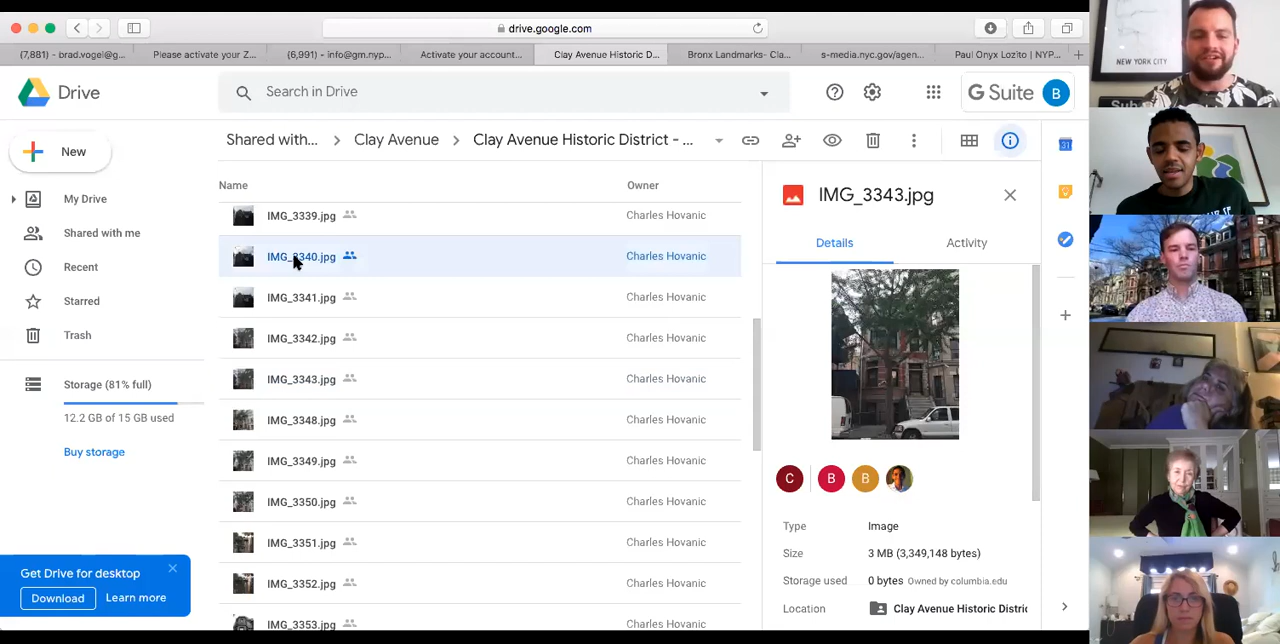 drive.google.com
(7,881) - brad.vogel@g...
Please activate your Z...
(6,991) - info@gm.nyp...
Activate your account...
Clay Avenue Historic D...
Bronx Landmarks- Cla...
s-media.nyc.gov/agen...
Paul Onyx Lozito | NYP...
Drive
Search in Drive
G Suite
B
New
Shared with... > Clay Avenue > Clay Avenue Historic District - ...
My Drive
Shared with me
Recent
Starred
Trash
Storage (81% full)
12.2 GB of 15 GB used
Buy storage
Get Drive for desktop
Download
Learn more
Name Owner
IMG_3339.jpg Charles Hovanic
IMG_3340.jpg Charles Hovanic
IMG_3341.jpg Charles Hovanic
IMG_3342.jpg Charles Hovanic
IMG_3343.jpg Charles Hovanic
IMG_3348.jpg Charles Hovanic
IMG_3349.jpg Charles Hovanic
IMG_3350.jpg Charles Hovanic
IMG_3351.jpg Charles Hovanic
IMG_3352.jpg Charles Hovanic
IMG_3353.jpg Charles Hovanic
IMG_3343.jpg
Details Activity
C B B
Type Image
Size 3 MB (3,349,148 bytes)
Storage used 0 bytes Owned by columbia.edu
Location Clay Avenue Historic Distric
31
NEW YORK CITY